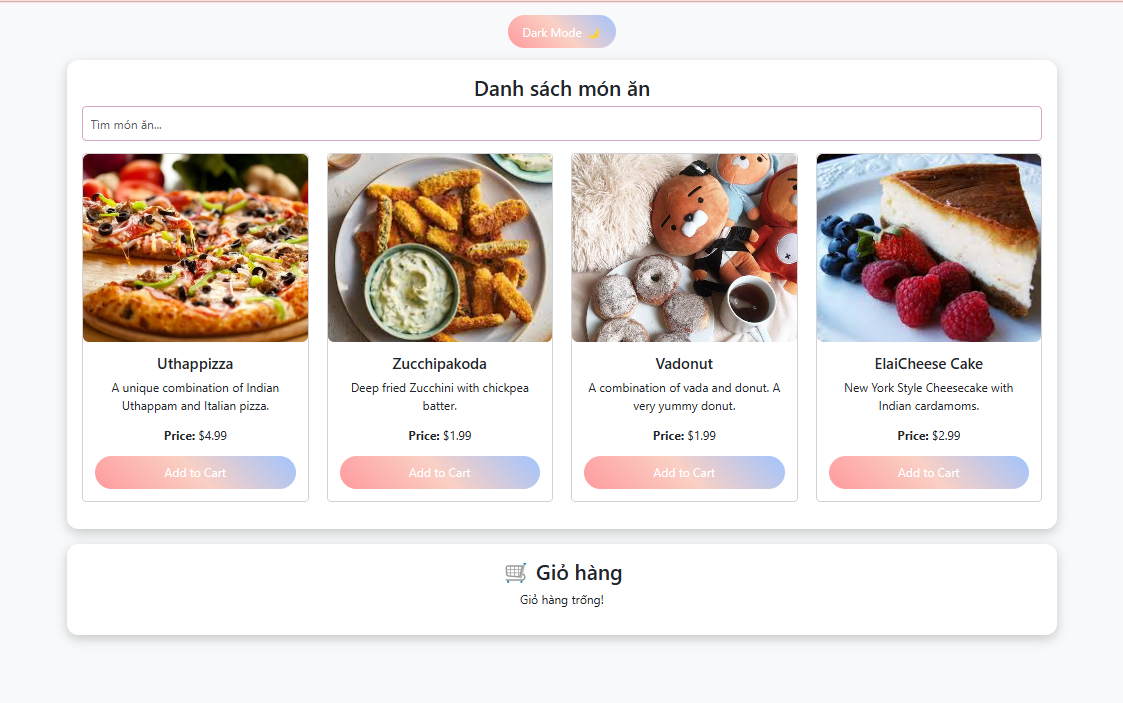 Dark Mode 🌙
Danh sách món ăn
Tìm món ăn...
Uthappizza
A unique combination of Indian
Uthappam and Italian pizza.
Price: $4.99
Add to Cart
Zucchipakoda
Deep fried Zucchini with chickpea
batter.
Price: $1.99
Add to Cart
Vadonut
A combination of vada and donut. A
very yummy donut.
Price: $1.99
Add to Cart
ElaiCheese Cake
New York Style Cheesecake with
Indian cardamoms.
Price: $2.99
Add to Cart
🛒 Giỏ hàng
Giỏ hàng trống!